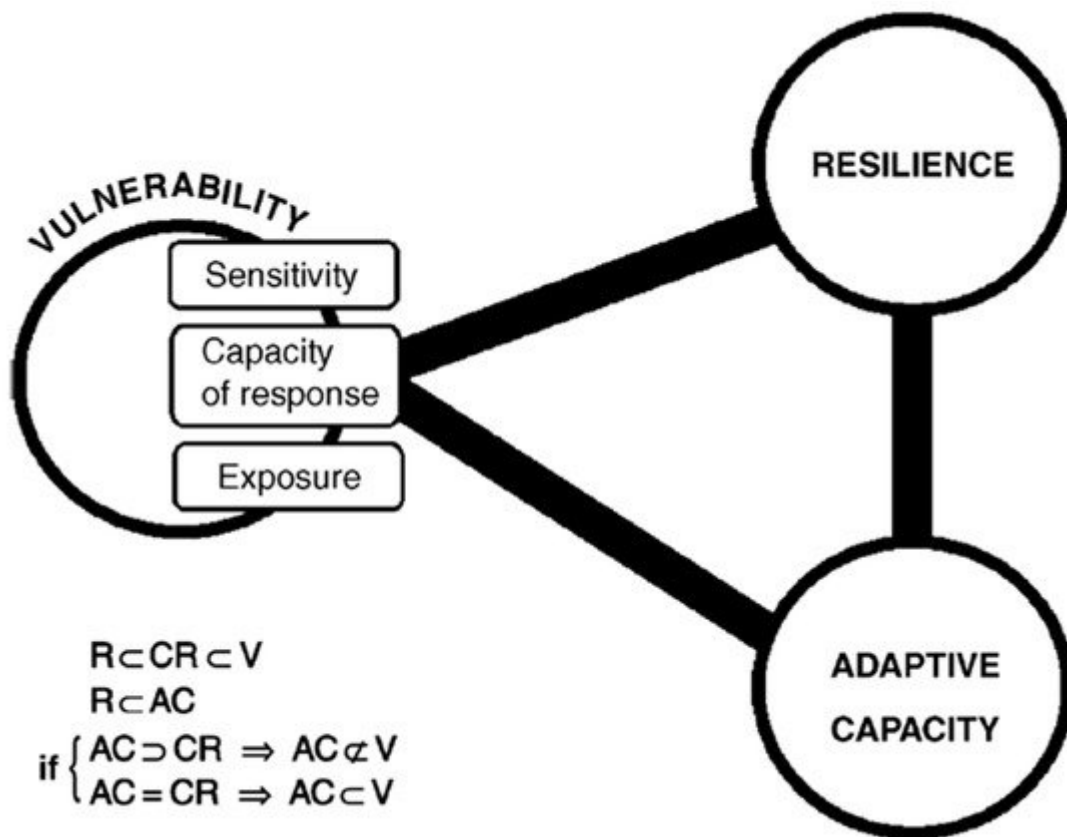 VULNERABILITY
Sensitivity
Capacity
of response
Exposure
RESILIENCE
ADAPTIVE
CAPACITY
R⊂CR⊂V
R⊂AC
if { AC⊃CR ⇒ AC⊄V
AC=CR ⇒ AC⊂V